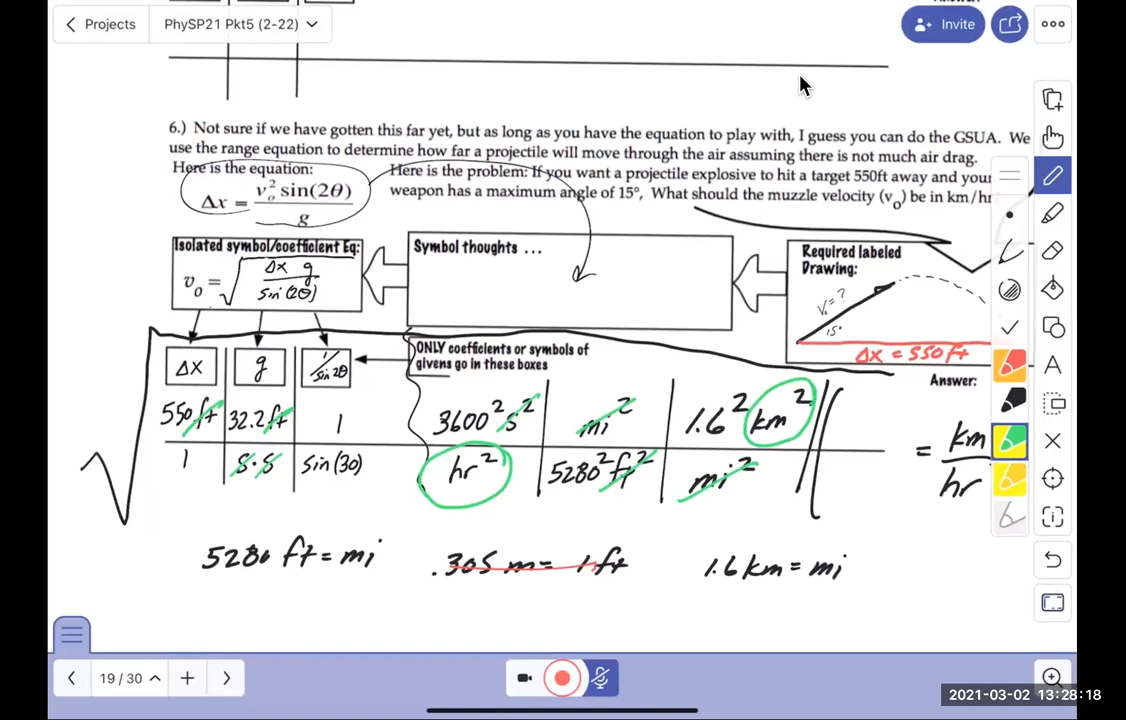 Projects
PhySP21 Pkt5 (2-22)
Invite
6.) Not sure if we have gotten this far yet, but as long as you have the equation to play with, I guess you can do the GSUA. We
use the range equation to determine how far a projectile will move through the air assuming there is not much air drag.
Here is the equation:
Here is the problem: If you want a projectile explosive to hit a target 550ft away and your
weapon has a maximum angle of 15°, What should the muzzle velocity (v₀) be in km/hr
Δx = v₀² sin(2θ) / g
Isolated symbol/coefficient Eq:
v₀ = √(Δx g / sin(2θ))
Symbol thoughts ...
Required labeled
Drawing:
V₀ = ?
15°
Δx = 550 ft
ONLY coefficients or symbols of
givens go in these boxes
Δx g 1/sin 2θ
Answer:
550 ft 32.2 ft 1 3600² s² mi² 1.6² km²
1 s·s sin(30) hr² 5280² ft² mi²
= km
hr
5280 ft = mi .305 m = 1 ft 1.6 km = mi
19 / 30
2021-03-02 13:28:18